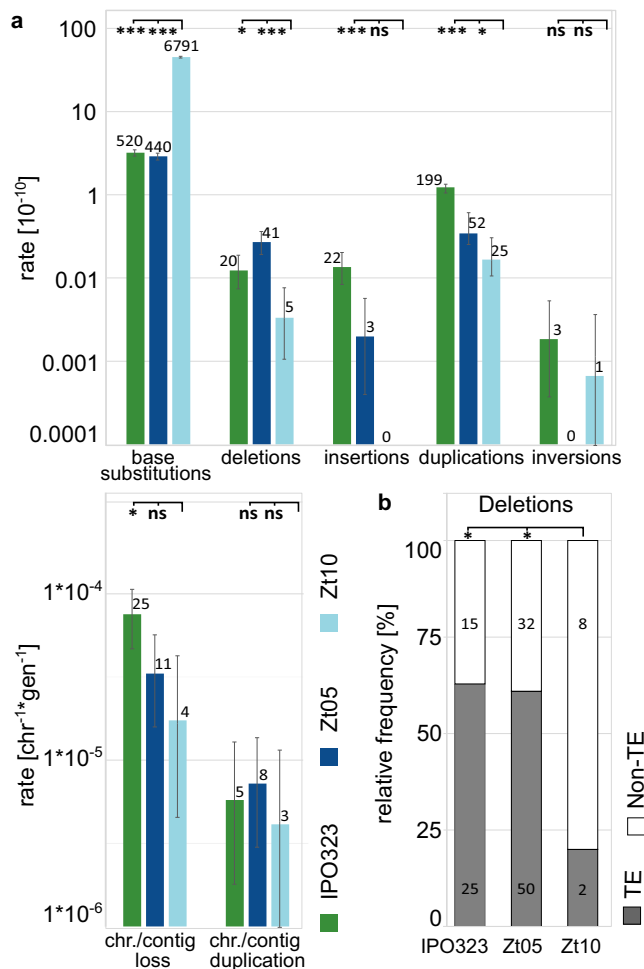 a
*** *** * *** *** ns *** * ns ns
100
10
1
0.01
0.001
0.0001
rate [10-10]
520 440 6791
20 41 5
22 3 0
199 52 25
3 0 1
base substitutions
deletions
insertions
duplications
inversions
* ns ns ns
1*10-4
1*10-5
1*10-6
rate [chr-1*gen-1]
25 11 4
5 8 3
chr./contig loss
chr./contig duplication
Zt10
Zt05
IPO323
b
Deletions
* *
100
75
50
25
0
relative frequency [%]
15 32 8
25 50 2
IPO323 Zt05 Zt10
Non-TE
TE